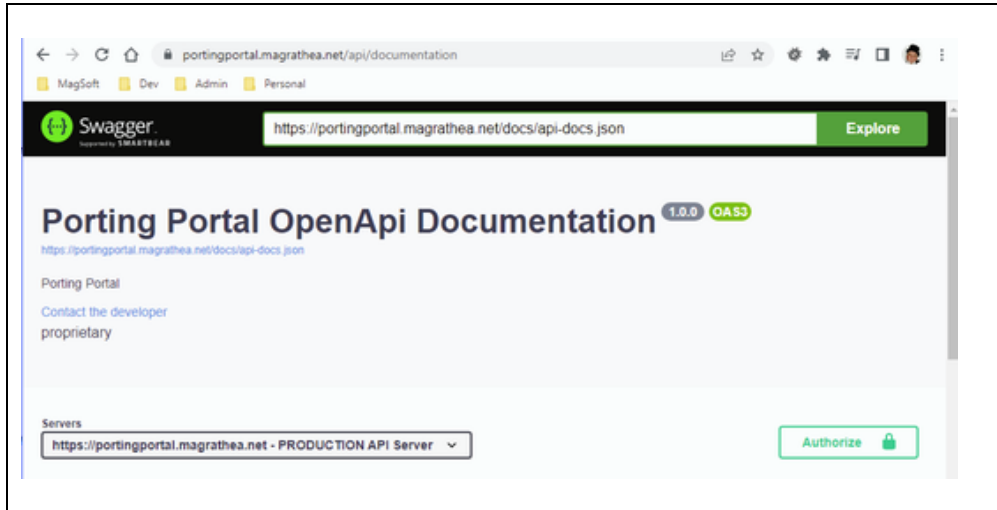 portingportal.magrathea.net/api/documentation
MagSoft Dev Admin Personal
Swagger. https://portingportal.magrathea.net/docs/api-docs.json Explore
Supported by SMARTBEAR
Porting Portal OpenApi Documentation 1.0.0 OAS3
https://portingportal.magrathea.net/docs/api-docs.json
Porting Portal
Contact the developer
proprietary
Servers
https://portingportal.magrathea.net - PRODUCTION API Server
Authorize